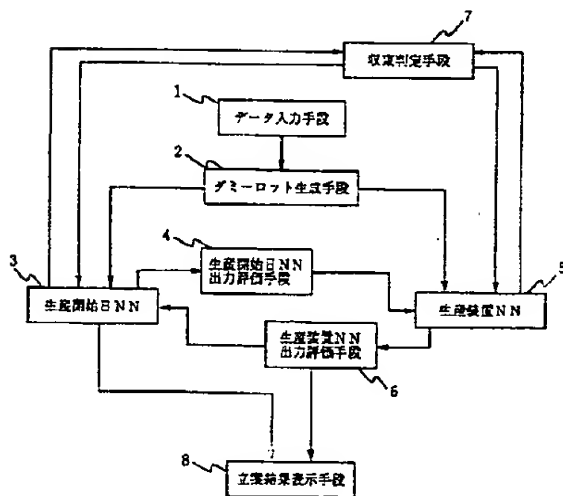 7
収束判定手段
1
データ入力手段
2
ダミーロット生成手段
4
生産開始日NN
出力評価手段
3
生産開始日NN
5
生産装置NN
生産装置NN
出力評価手段
6
8
立案結果表示手段